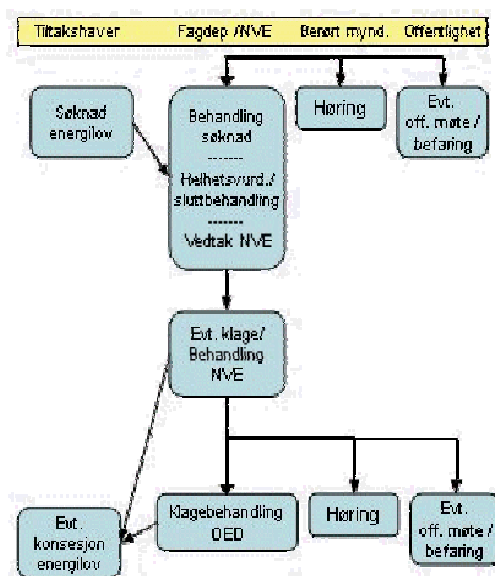 Tiltakshaver Fagdep /NVE Berørt mynd. Offentlighet
Søknad
energilov
Behandling
søknad
-------
Helhetsvurd./
sluttbehandling
-------
Vedtak NVE
Høring
Evt.
off. møte /
befaring
Evt. klage/
Behandling
NVE
Evt.
konsesjon
energilov
Klagebehandling
OED
Høring
Evt.
off. møte /
befaring